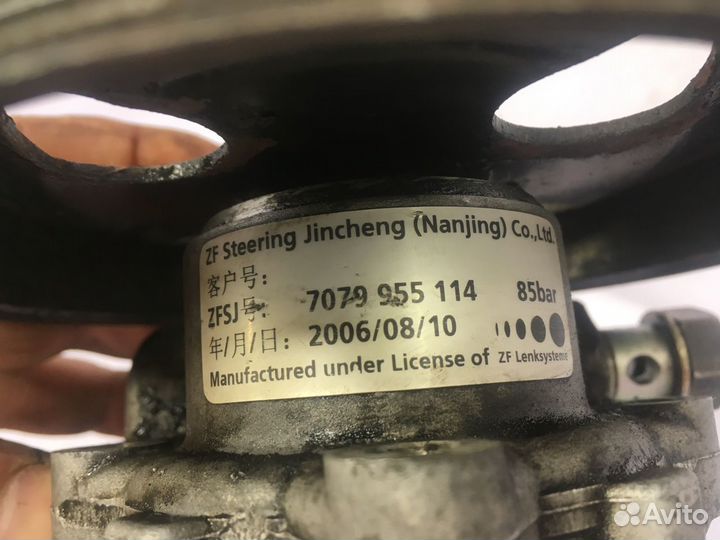 ZF Steering Jincheng (Nanjing) Co.,Ltd.
客户号:
ZFSJ号: 7079 955 114 85bar
年/月/日: 2006/08/10
Manufactured under License of ZF Lenksysteme
Avito